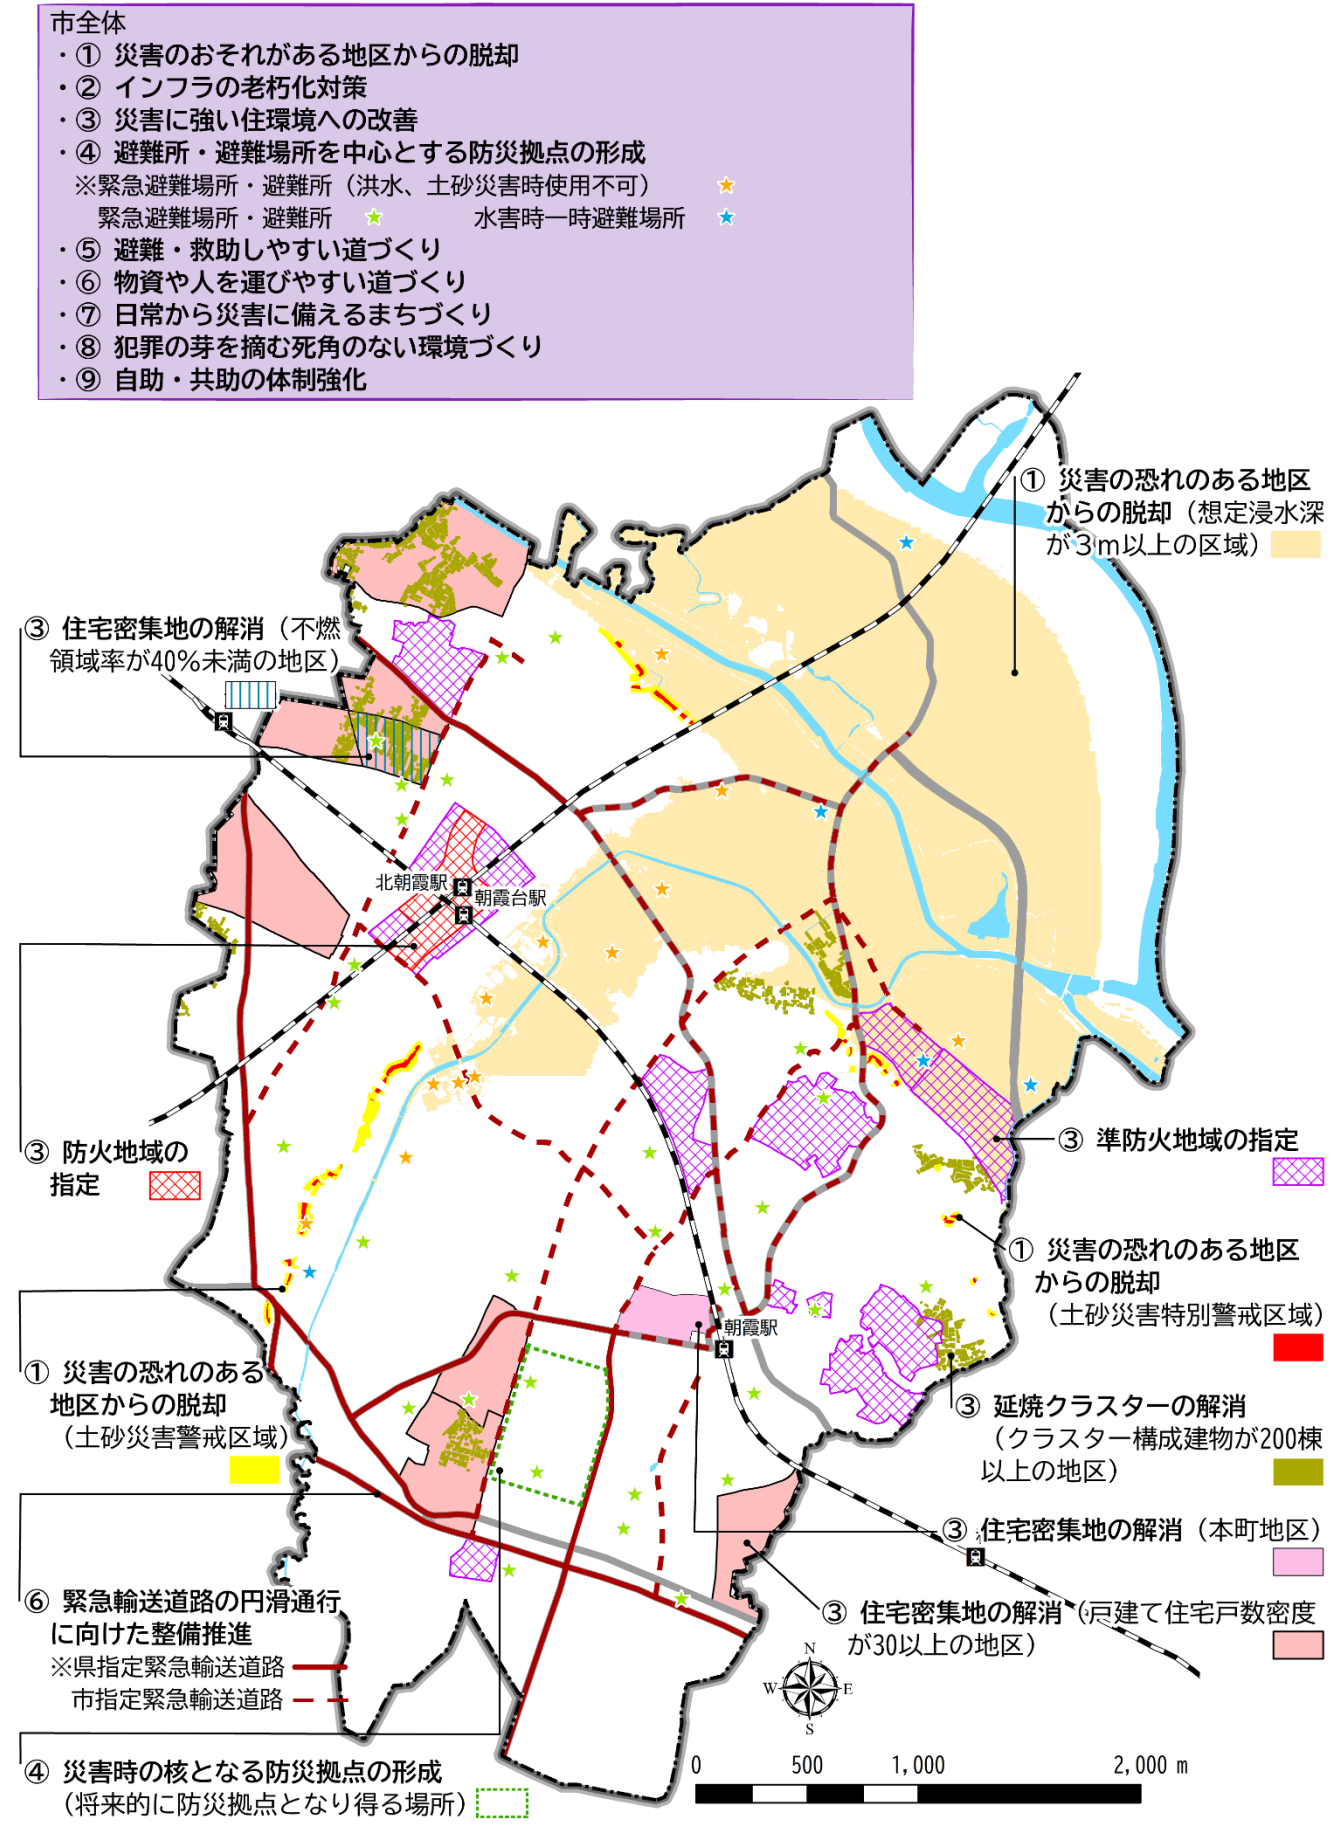 市全体
・① 災害のおそれがある地区からの脱却
・② インフラの老朽化対策
・③ 災害に強い住環境への改善
・④ 避難所・避難場所を中心とする防災拠点の形成
※緊急避難場所・避難所（洪水、土砂災害時使用不可）
緊急避難場所・避難所 水害時一時避難場所
・⑤ 避難・救助しやすい道づくり
・⑥ 物資や人を運びやすい道づくり
・⑦ 日常から災害に備えるまちづくり
・⑧ 犯罪の芽を摘む死角のない環境づくり
・⑨ 自助・共助の体制強化
① 災害の恐れのある地区
からの脱却（想定浸水深
が３ｍ以上の区域）
③ 住宅密集地の解消（不燃
領域率が40％未満の地区）
北朝霞駅
朝霞台駅
③ 防火地域の
指定
③ 準防火地域の指定
① 災害の恐れのある地区
からの脱却
（土砂災害特別警戒区域）
朝霞駅
① 災害の恐れのある
地区からの脱却
（土砂災害警戒区域）
③ 延焼クラスターの解消
（クラスター構成建物が200棟
以上の地区）
③ 住宅密集地の解消（本町地区）
⑥ 緊急輸送道路の円滑通行
に向けた整備推進
※県指定緊急輸送道路
市指定緊急輸送道路
③ 住宅密集地の解消（戸建て住宅戸数密度
が30以上の地区）
N
W E
S
④ 災害時の核となる防災拠点の形成
（将来的に防災拠点となり得る場所）
0 500 1,000 2,000 m